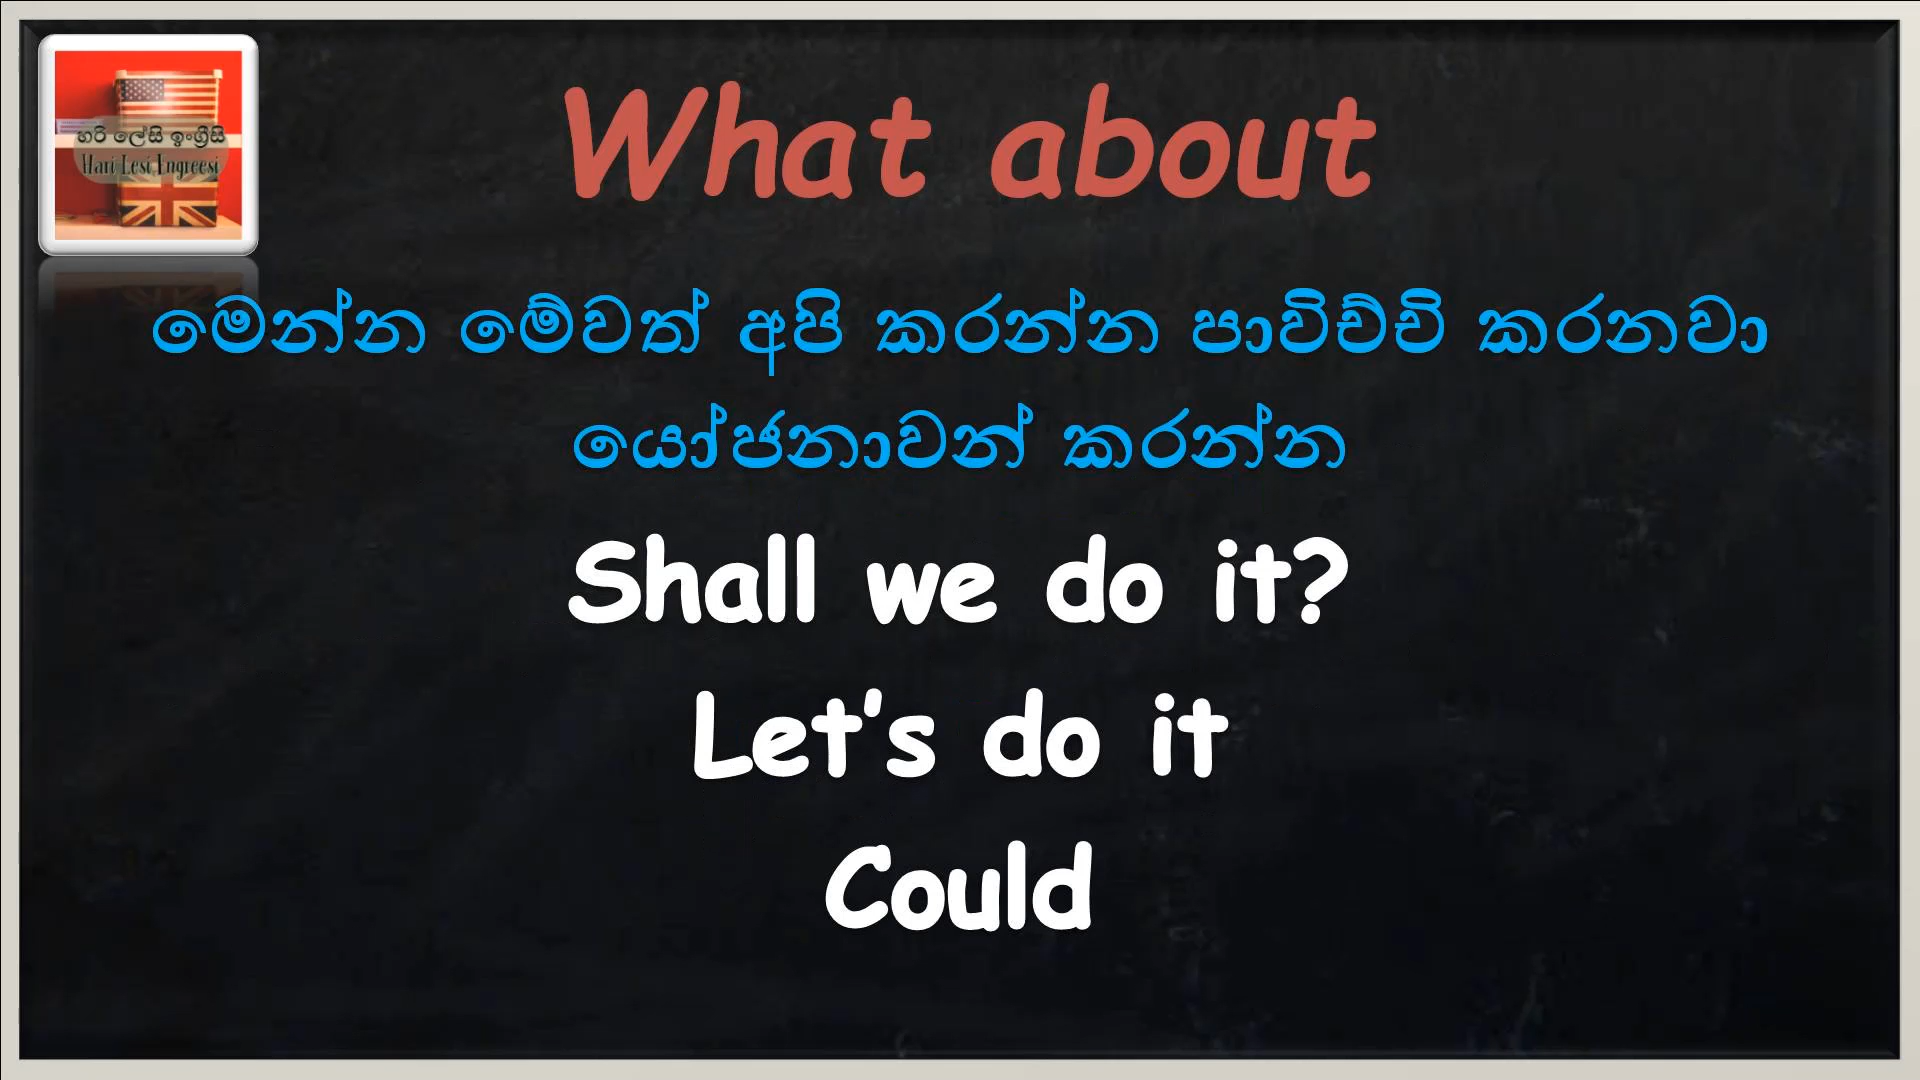 හරි ලේසි ඉංග්‍රීසි
Hari Lesi Engreesi
What about
මෙන්න මේවත් අපි කරන්න පාවිච්චි කරනවා
යෝජනාවන් කරන්න
Shall we do it?
Let's do it
Could